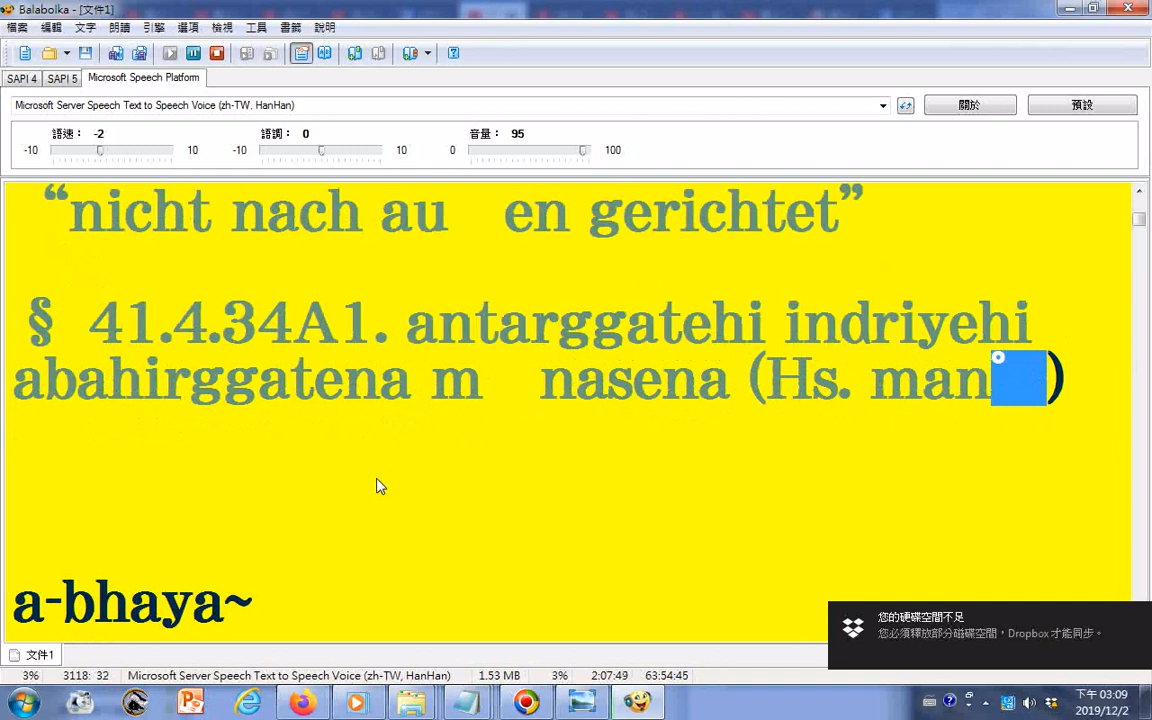 Balabolka - [文件1]
檔案 編輯 文字 朗讀 引擎 選項 檢視 工具 書籤 說明
SAPI 4 SAPI 5 Microsoft Speech Platform
Microsoft Server Speech Text to Speech Voice (zh-TW, HanHan) 關於 預設
語速： -2 語調： 0 音量： 95
-10 10 -10 10 0 100
“nicht nach au en gerichtet”
§ 41.4.34A1. antarggatehi indriyehi
abahirggatena m nasena (Hs. man )
a-bhaya~
您的硬碟空間不足
您必須釋放部分磁碟空間，Dropbox 才能同步。
文件1
3% 3118: 32 Microsoft Server Speech Text to Speech Voice (zh-TW, HanHan) 1.53 MB 3% 2:07:49 63:54:45
下午 03:09
2019/12/2